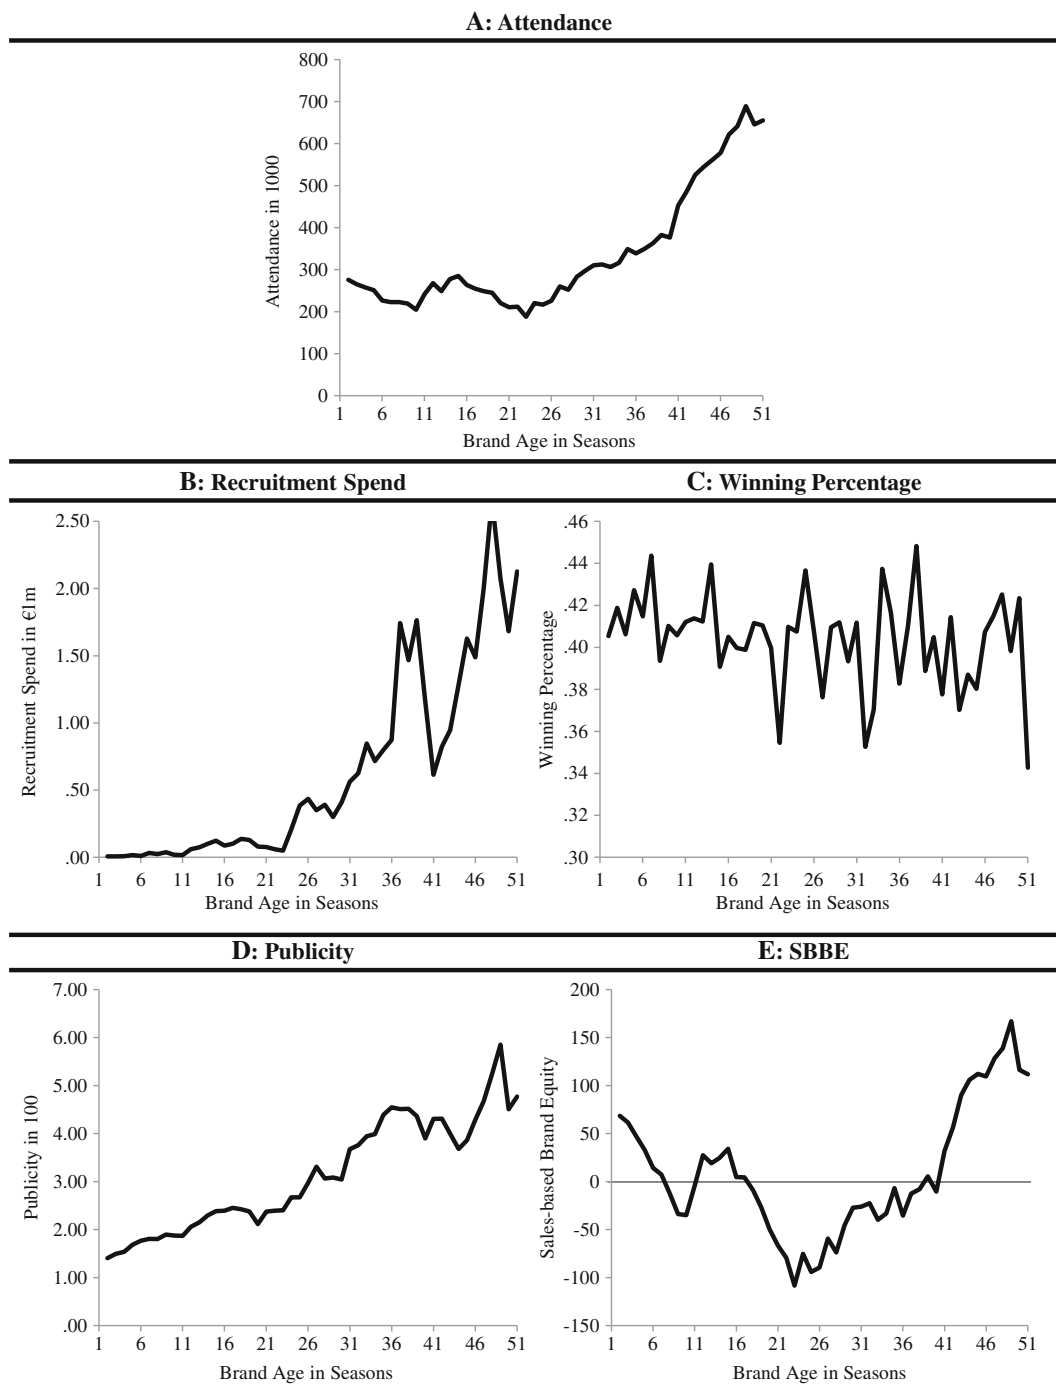 A: Attendance
800
700
600
500
400
300
200
100
0
Attendance in 1000
1 6 11 16 21 26 31 36 41 46 51
Brand Age in Seasons
B: Recruitment Spend
2.50
2.00
1.50
1.00
.50
.00
Recruitment Spend in €1m
1 6 11 16 21 26 31 36 41 46 51
Brand Age in Seasons
C: Winning Percentage
.46
.44
.42
.40
.38
.36
.34
.32
.30
Winning Percentage
1 6 11 16 21 26 31 36 41 46 51
Brand Age in Seasons
D: Publicity
7.00
6.00
5.00
4.00
3.00
2.00
1.00
.00
Publicity in 100
1 6 11 16 21 26 31 36 41 46 51
Brand Age in Seasons
E: SBBE
200
150
100
50
0
-50
-100
-150
Sales-based Brand Equity
1 6 11 16 21 26 31 36 41 46 51
Brand Age in Seasons